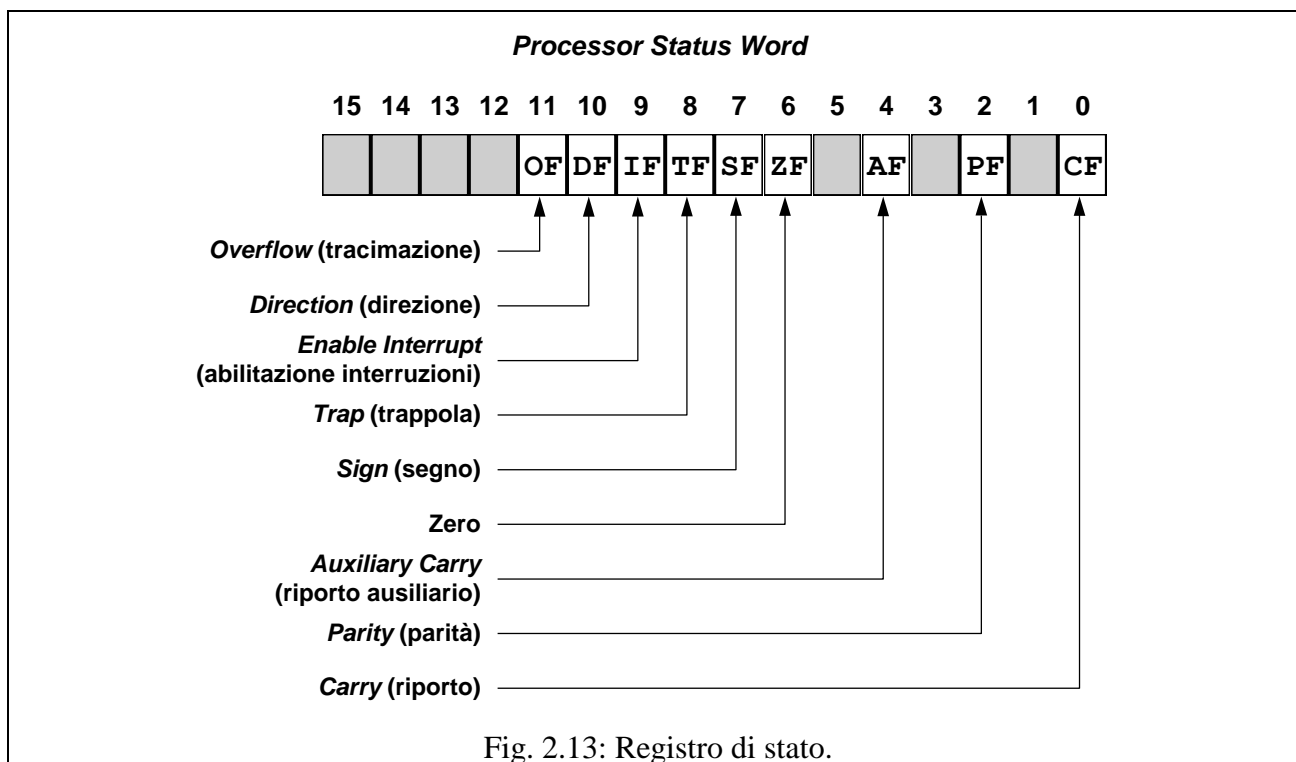 Processor Status Word
15 14 13 12 11 10 9 8 7 6 5 4 3 2 1 0
OF DF IF TF SF ZF AF PF CF
Overflow (tracimazione)
Direction (direzione)
Enable Interrupt
(abilitazione interruzioni)
Trap (trappola)
Sign (segno)
Zero
Auxiliary Carry
(riporto ausiliario)
Parity (parità)
Carry (riporto)
Fig. 2.13: Registro di stato.